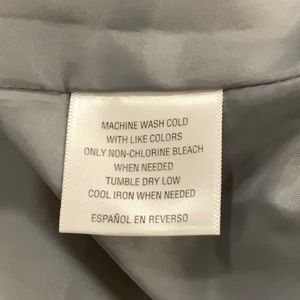 MACHINE WASH COLD
WITH LIKE COLORS
ONLY NON-CHLORINE BLEACH
WHEN NEEDED
TUMBLE DRY LOW
COOL IRON WHEN NEEDED
ESPAÑOL EN REVERSO